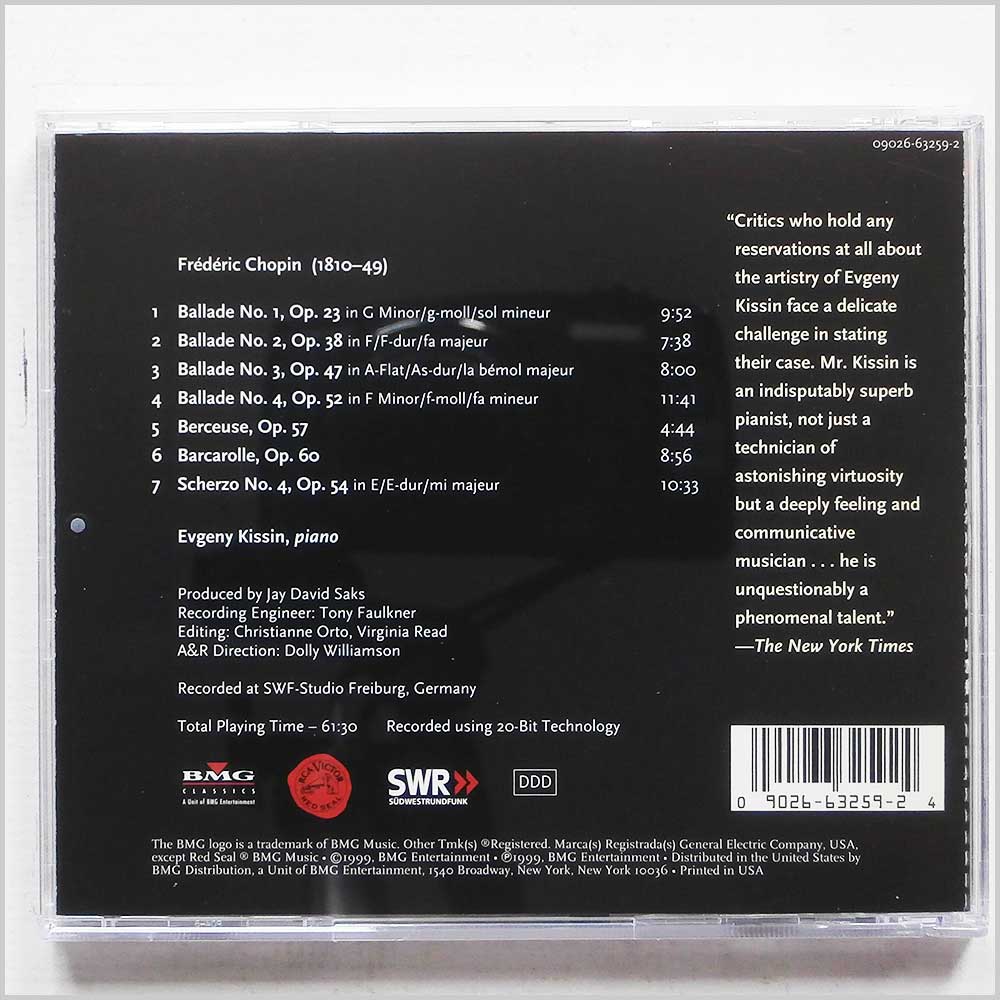 09026-63259-2
Frédéric Chopin (1810–49)
1 Ballade No. 1, Op. 23 in G Minor/g-moll/sol mineur 9:52
2 Ballade No. 2, Op. 38 in F/F-dur/fa majeur 7:38
3 Ballade No. 3, Op. 47 in A-Flat/As-dur/la bémol majeur 8:00
4 Ballade No. 4, Op. 52 in F Minor/f-moll/fa mineur 11:41
5 Berceuse, Op. 57 4:44
6 Barcarolle, Op. 60 8:56
7 Scherzo No. 4, Op. 54 in E/E-dur/mi majeur 10:33
Evgeny Kissin, piano
Produced by Jay David Saks
Recording Engineer: Tony Faulkner
Editing: Christianne Orto, Virginia Read
A&R Direction: Dolly Williamson
Recorded at SWF-Studio Freiburg, Germany
Total Playing Time – 61:30 Recorded using 20-Bit Technology
“Critics who hold any
reservations at all about
the artistry of Evgeny
Kissin face a delicate
challenge in stating
their case. Mr. Kissin is
an indisputably superb
pianist, not just a
technician of
astonishing virtuosity
but a deeply feeling and
communicative
musician . . . he is
unquestionably a
phenomenal talent.”
—The New York Times
BMG
CLASSICS
A Unit of BMG Entertainment
RCA VICTOR
RED SEAL
SWR
SÜDWESTRUNDFUNK
DDD
0 9026-63259-2 4
The BMG logo is a trademark of BMG Music. Other Tmk(s) ®Registered. Marca(s) Registrada(s) General Electric Company, USA,
except Red Seal ® BMG Music • ©1999, BMG Entertainment • ℗1999, BMG Entertainment • Distributed in the United States by
BMG Distribution, a Unit of BMG Entertainment, 1540 Broadway, New York, New York 10036 • Printed in USA